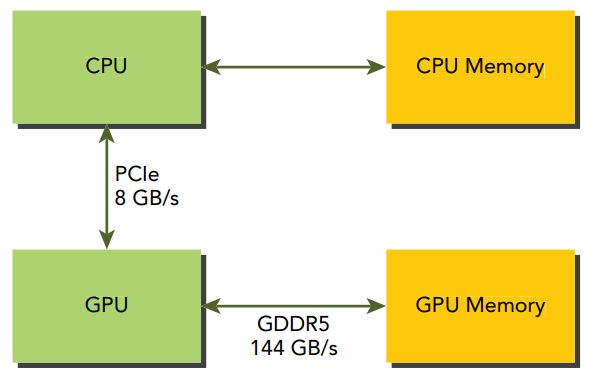 CPU
CPU Memory
PCIe
8 GB/s
GPU
GPU Memory
GDDR5
144 GB/s